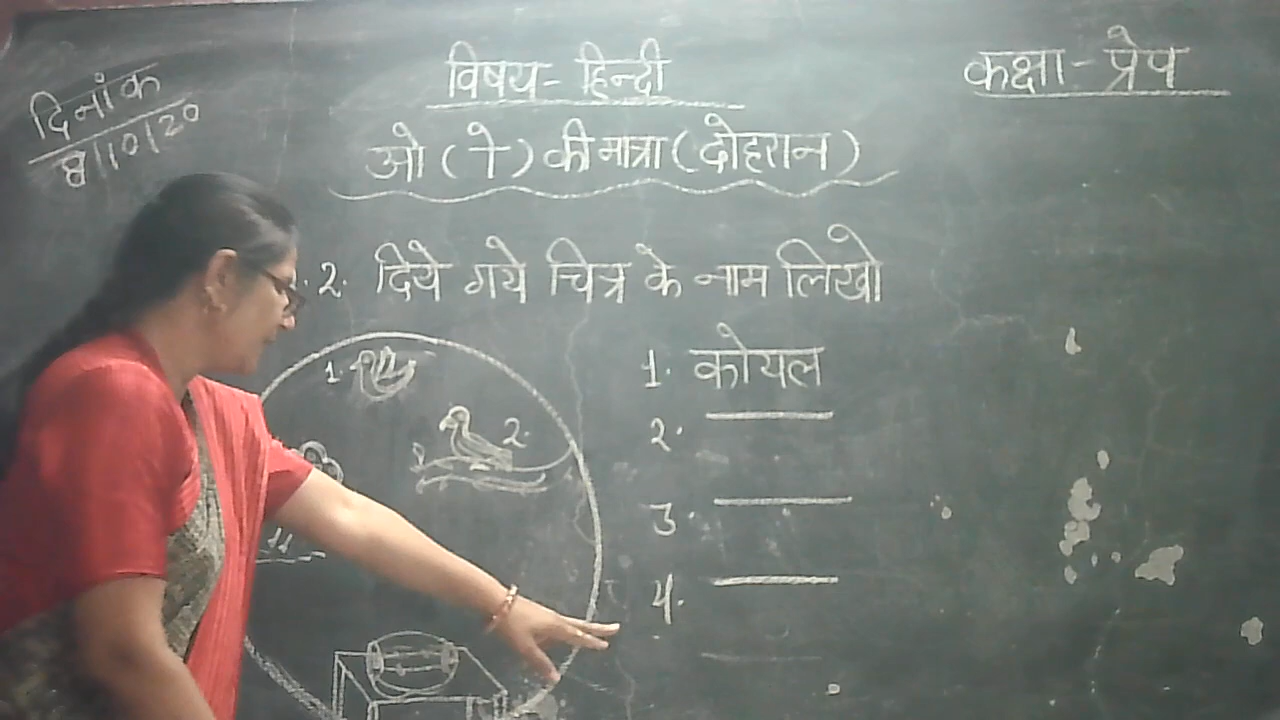 दिनांक
8/10/20
विषय - हिन्दी
कक्षा - प्रेप
ओ ( ो ) की मात्रा ( दोहरान )
2. दिये गये चित्र के नाम लिखो
1.
2.
1. कोयल
2.
3.
4.